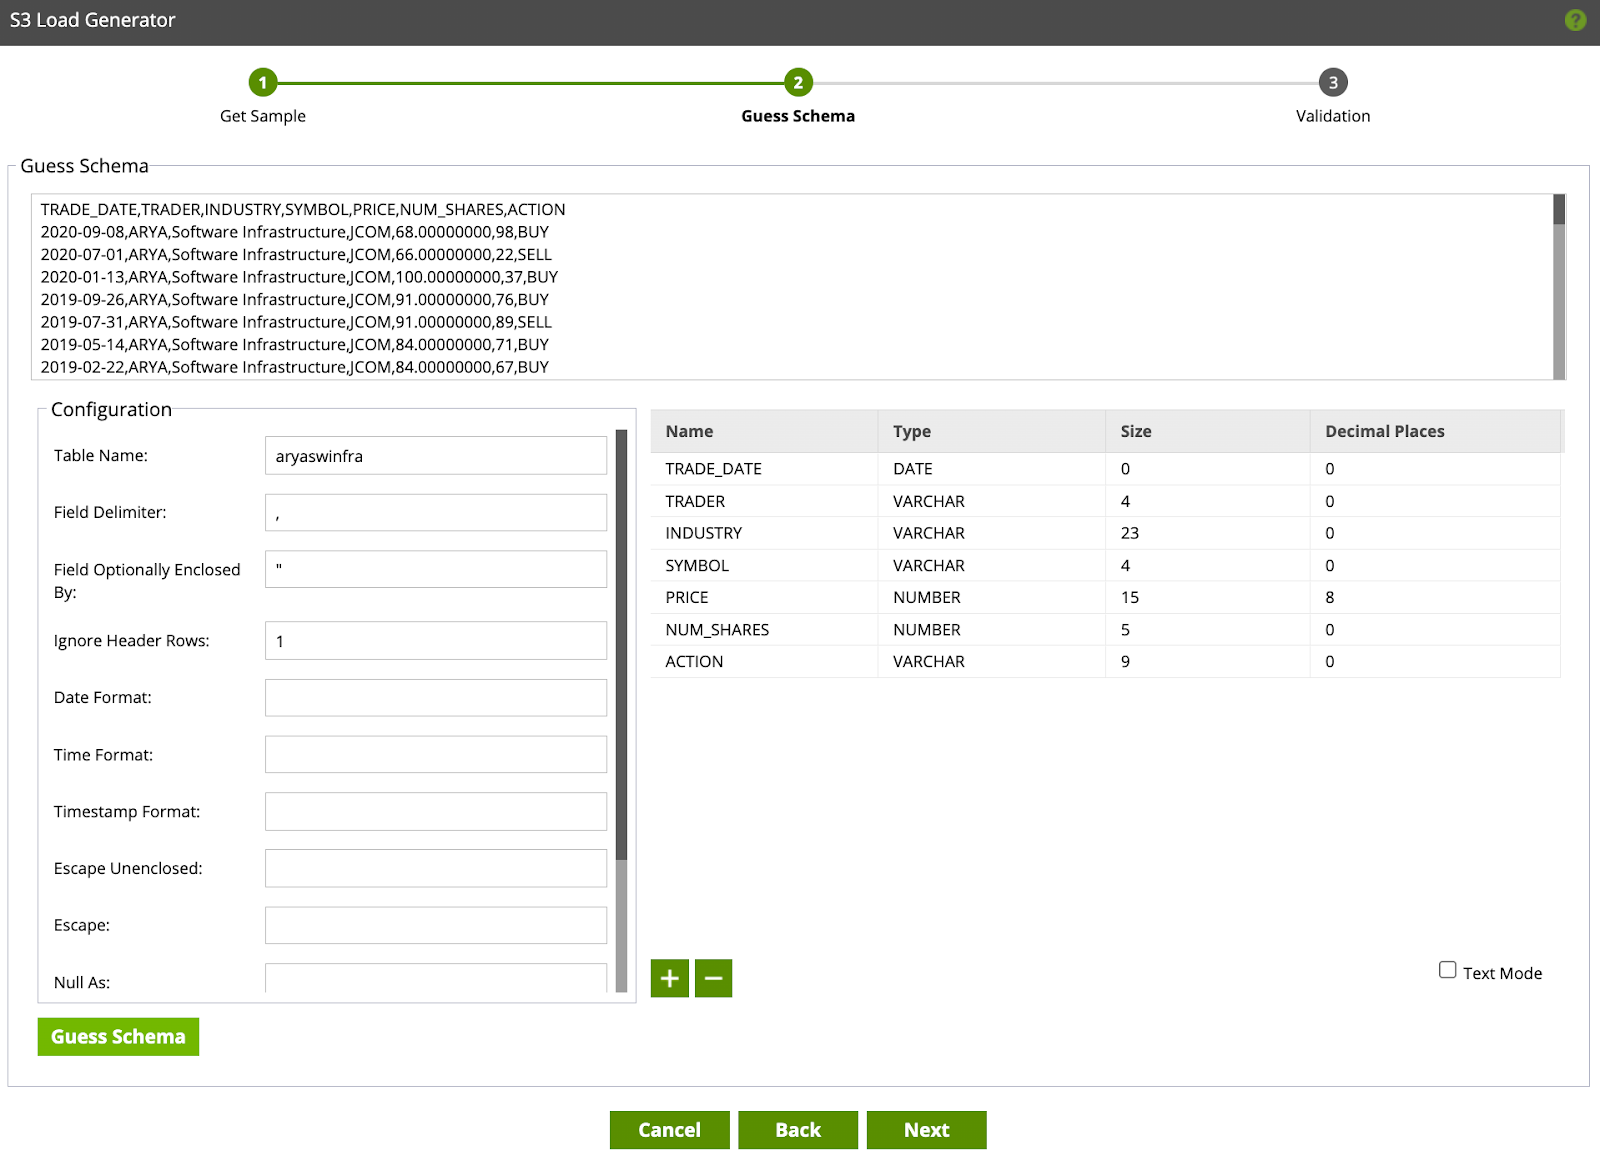 S3 Load Generator
?
1
2
3
Get Sample
Guess Schema
Validation
Guess Schema
TRADE_DATE,TRADER,INDUSTRY,SYMBOL,PRICE,NUM_SHARES,ACTION
2020-09-08,ARYA,Software Infrastructure,JCOM,68.00000000,98,BUY
2020-07-01,ARYA,Software Infrastructure,JCOM,66.00000000,22,SELL
2020-01-13,ARYA,Software Infrastructure,JCOM,100.00000000,37,BUY
2019-09-26,ARYA,Software Infrastructure,JCOM,91.00000000,76,BUY
2019-07-31,ARYA,Software Infrastructure,JCOM,91.00000000,89,SELL
2019-05-14,ARYA,Software Infrastructure,JCOM,84.00000000,71,BUY
2019-02-22,ARYA,Software Infrastructure,JCOM,84.00000000,67,BUY
Configuration
Table Name: aryaswinfra
Field Delimiter: ,
Field Optionally Enclosed
By: "
Ignore Header Rows: 1
Date Format:
Time Format:
Timestamp Format:
Escape Unenclosed:
Escape:
Null As:
Name Type Size Decimal Places
TRADE_DATE DATE 0 0
TRADER VARCHAR 4 0
INDUSTRY VARCHAR 23 0
SYMBOL VARCHAR 4 0
PRICE NUMBER 15 8
NUM_SHARES NUMBER 5 0
ACTION VARCHAR 9 0
+ −
Text Mode
Guess Schema
Cancel
Back
Next